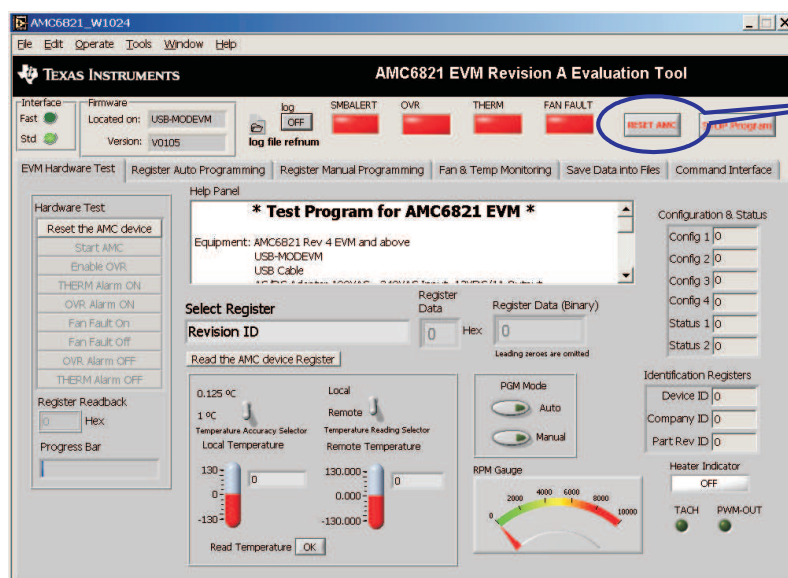 AMC6821_W1024
File Edit Operate Tools Window Help
TEXAS INSTRUMENTS
AMC6821 EVM Revision A Evaluation Tool
Interface
Fast
Std
Firmware
Located on: USB-MODEVM
Version: V0105
log
OFF
log file refnum
SMBALERT
OVR
THERM
FAN FAULT
RESET AMC
STOP Program
EVM Hardware Test
Register Auto Programming
Register Manual Programming
Fan & Temp Monitoring
Save Data into Files
Command Interface
Hardware Test
Reset the AMC device
Start AMC
Enable OVR
THERM Alarm ON
OVR Alarm ON
Fan Fault On
Fan Fault Off
OVR Alarm OFF
THERM Alarm OFF
Register Readback
0 Hex
Progress Bar
Help Panel
* Test Program for AMC6821 EVM *
Equipment: AMC6821 Rev 4 EVM and above
USB-MODEVM
USB Cable
Select Register
Revision ID
Register Data
0 Hex
Register Data (Binary)
0
Leading zeroes are omitted
Read the AMC device Register
0.125 ºC
1 ºC
Temperature Accuracy Selector
Local
Remote
Temperature Reading Selector
Local Temperature
130
0
-130
0
Remote Temperature
130.000
0.000
-130.000
0
Read Temperature OK
PGM Mode
Auto
Manual
RPM Gauge
0 2000 4000 6000 8000 10000
Configuration & Status
Config 1 0
Config 2 0
Config 3 0
Config 4 0
Status 1 0
Status 2 0
Identification Registers
Device ID 0
Company ID 0
Part Rev ID 0
Heater Indicator
OFF
TACH
PWM-OUT